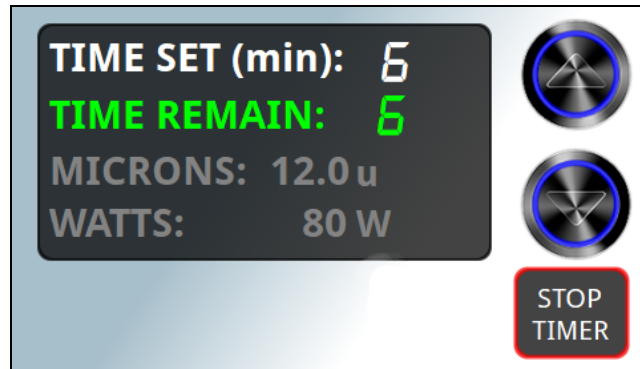 TIME SET (min): 6
TIME REMAIN: 6
MICRONS: 12.0 u
WATTS: 80 W
STOP
TIMER